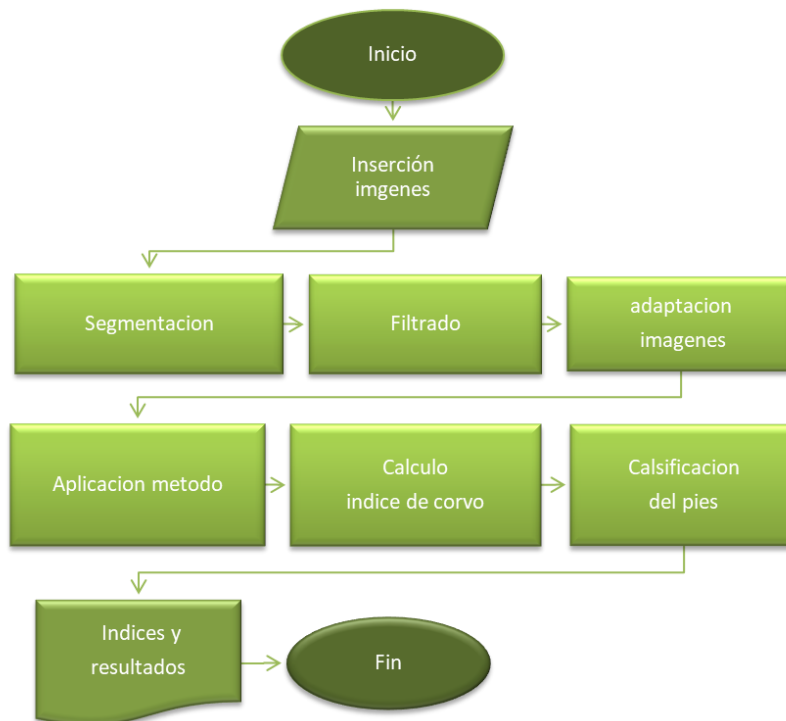 Inicio
Inserción
imgenes
Segmentacion
Filtrado
adaptacion
imagenes
Aplicacion metodo
Calculo
indice de corvo
Calsificacion
del pies
Indices y
resultados
Fin